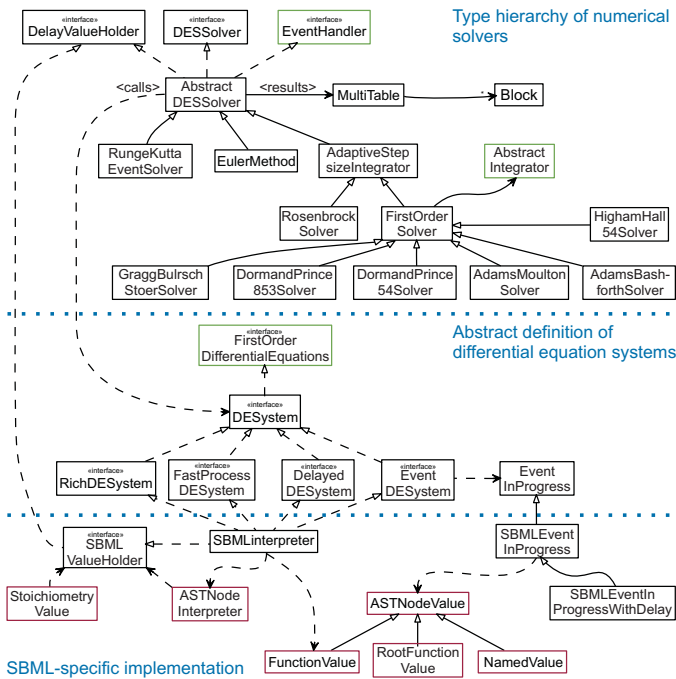 «interface»
DelayValueHolder
«interface»
DESSolver
«interface»
EventHandler
Type hierarchy of numerical
solvers
<calls>
Abstract
DESSolver
<results>
MultiTable
*
Block
RungeKutta
EventSolver
EulerMethod
AdaptiveStep
sizeIntegrator
Abstract
Integrator
Rosenbrock
Solver
FirstOrder
Solver
HighamHall
54Solver
GraggBulrsch
StoerSolver
DormandPrince
853Solver
DormandPrince
54Solver
AdamsMoulton
Solver
AdamsBash-
forthSolver
«interface»
FirstOrder
DifferentialEquations
Abstract definition of
differential equation systems
«interface»
DESystem
«interface»
RichDESystem
«interface»
FastProcess
DESystem
«interface»
Delayed
DESystem
«interface»
Event
DESystem
Event
InProgress
«interface»
SBML
ValueHolder
SBMLinterpreter
SBMLEvent
InProgress
Stoichiometry
Value
ASTNode
Interpreter
ASTNodeValue
SBMLEventIn
ProgressWithDelay
FunctionValue
RootFunction
Value
NamedValue
SBML-specific implementation